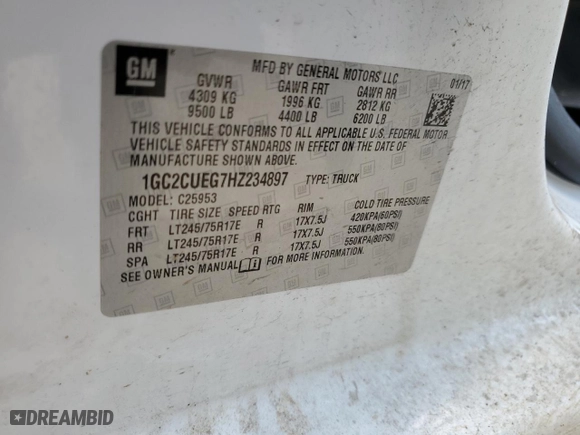 GM
MFD BY GENERAL MOTORS LLC 01/17
GVWR GAWR FRT GAWR RR
4309 KG 1996 KG 2812 KG
9500 LB 4400 LB 6200 LB
THIS VEHICLE CONFORMS TO ALL APPLICABLE U.S. FEDERAL MOTOR
VEHICLE SAFETY STANDARDS IN EFFECT ON THE DATE OF
MANUFACTURE SHOWN ABOVE.
1GC2CUEG7HZ234897 TYPE: TRUCK
MODEL: C25953
CGHT TIRE SIZE SPEED RTG RIM COLD TIRE PRESSURE
FRT LT245/75R17E R 17X7.5J 420KPA(60PSI)
RR LT245/75R17E R 17X7.5J 550KPA(80PSI)
SPA LT245/75R17E R 17X7.5J 550KPA(80PSI)
SEE OWNER'S MANUAL
DREAMBID